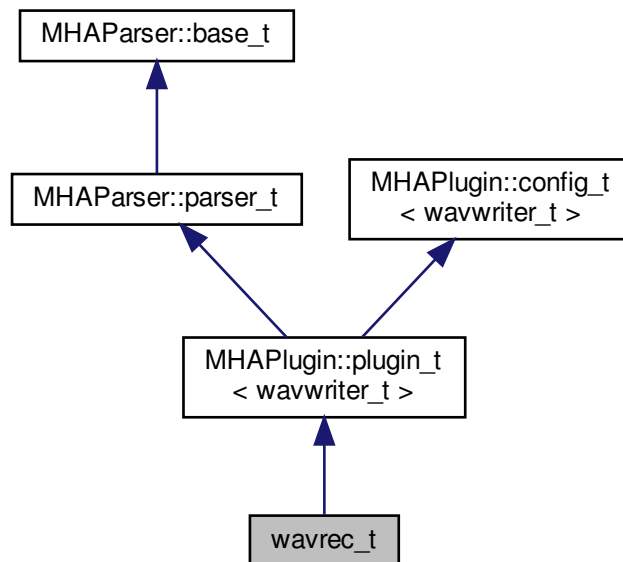 MHAParser::base_t
MHAParser::parser_t
MHAPlugin::config_t
< wavwriter_t >
MHAPlugin::plugin_t
< wavwriter_t >
wavrec_t